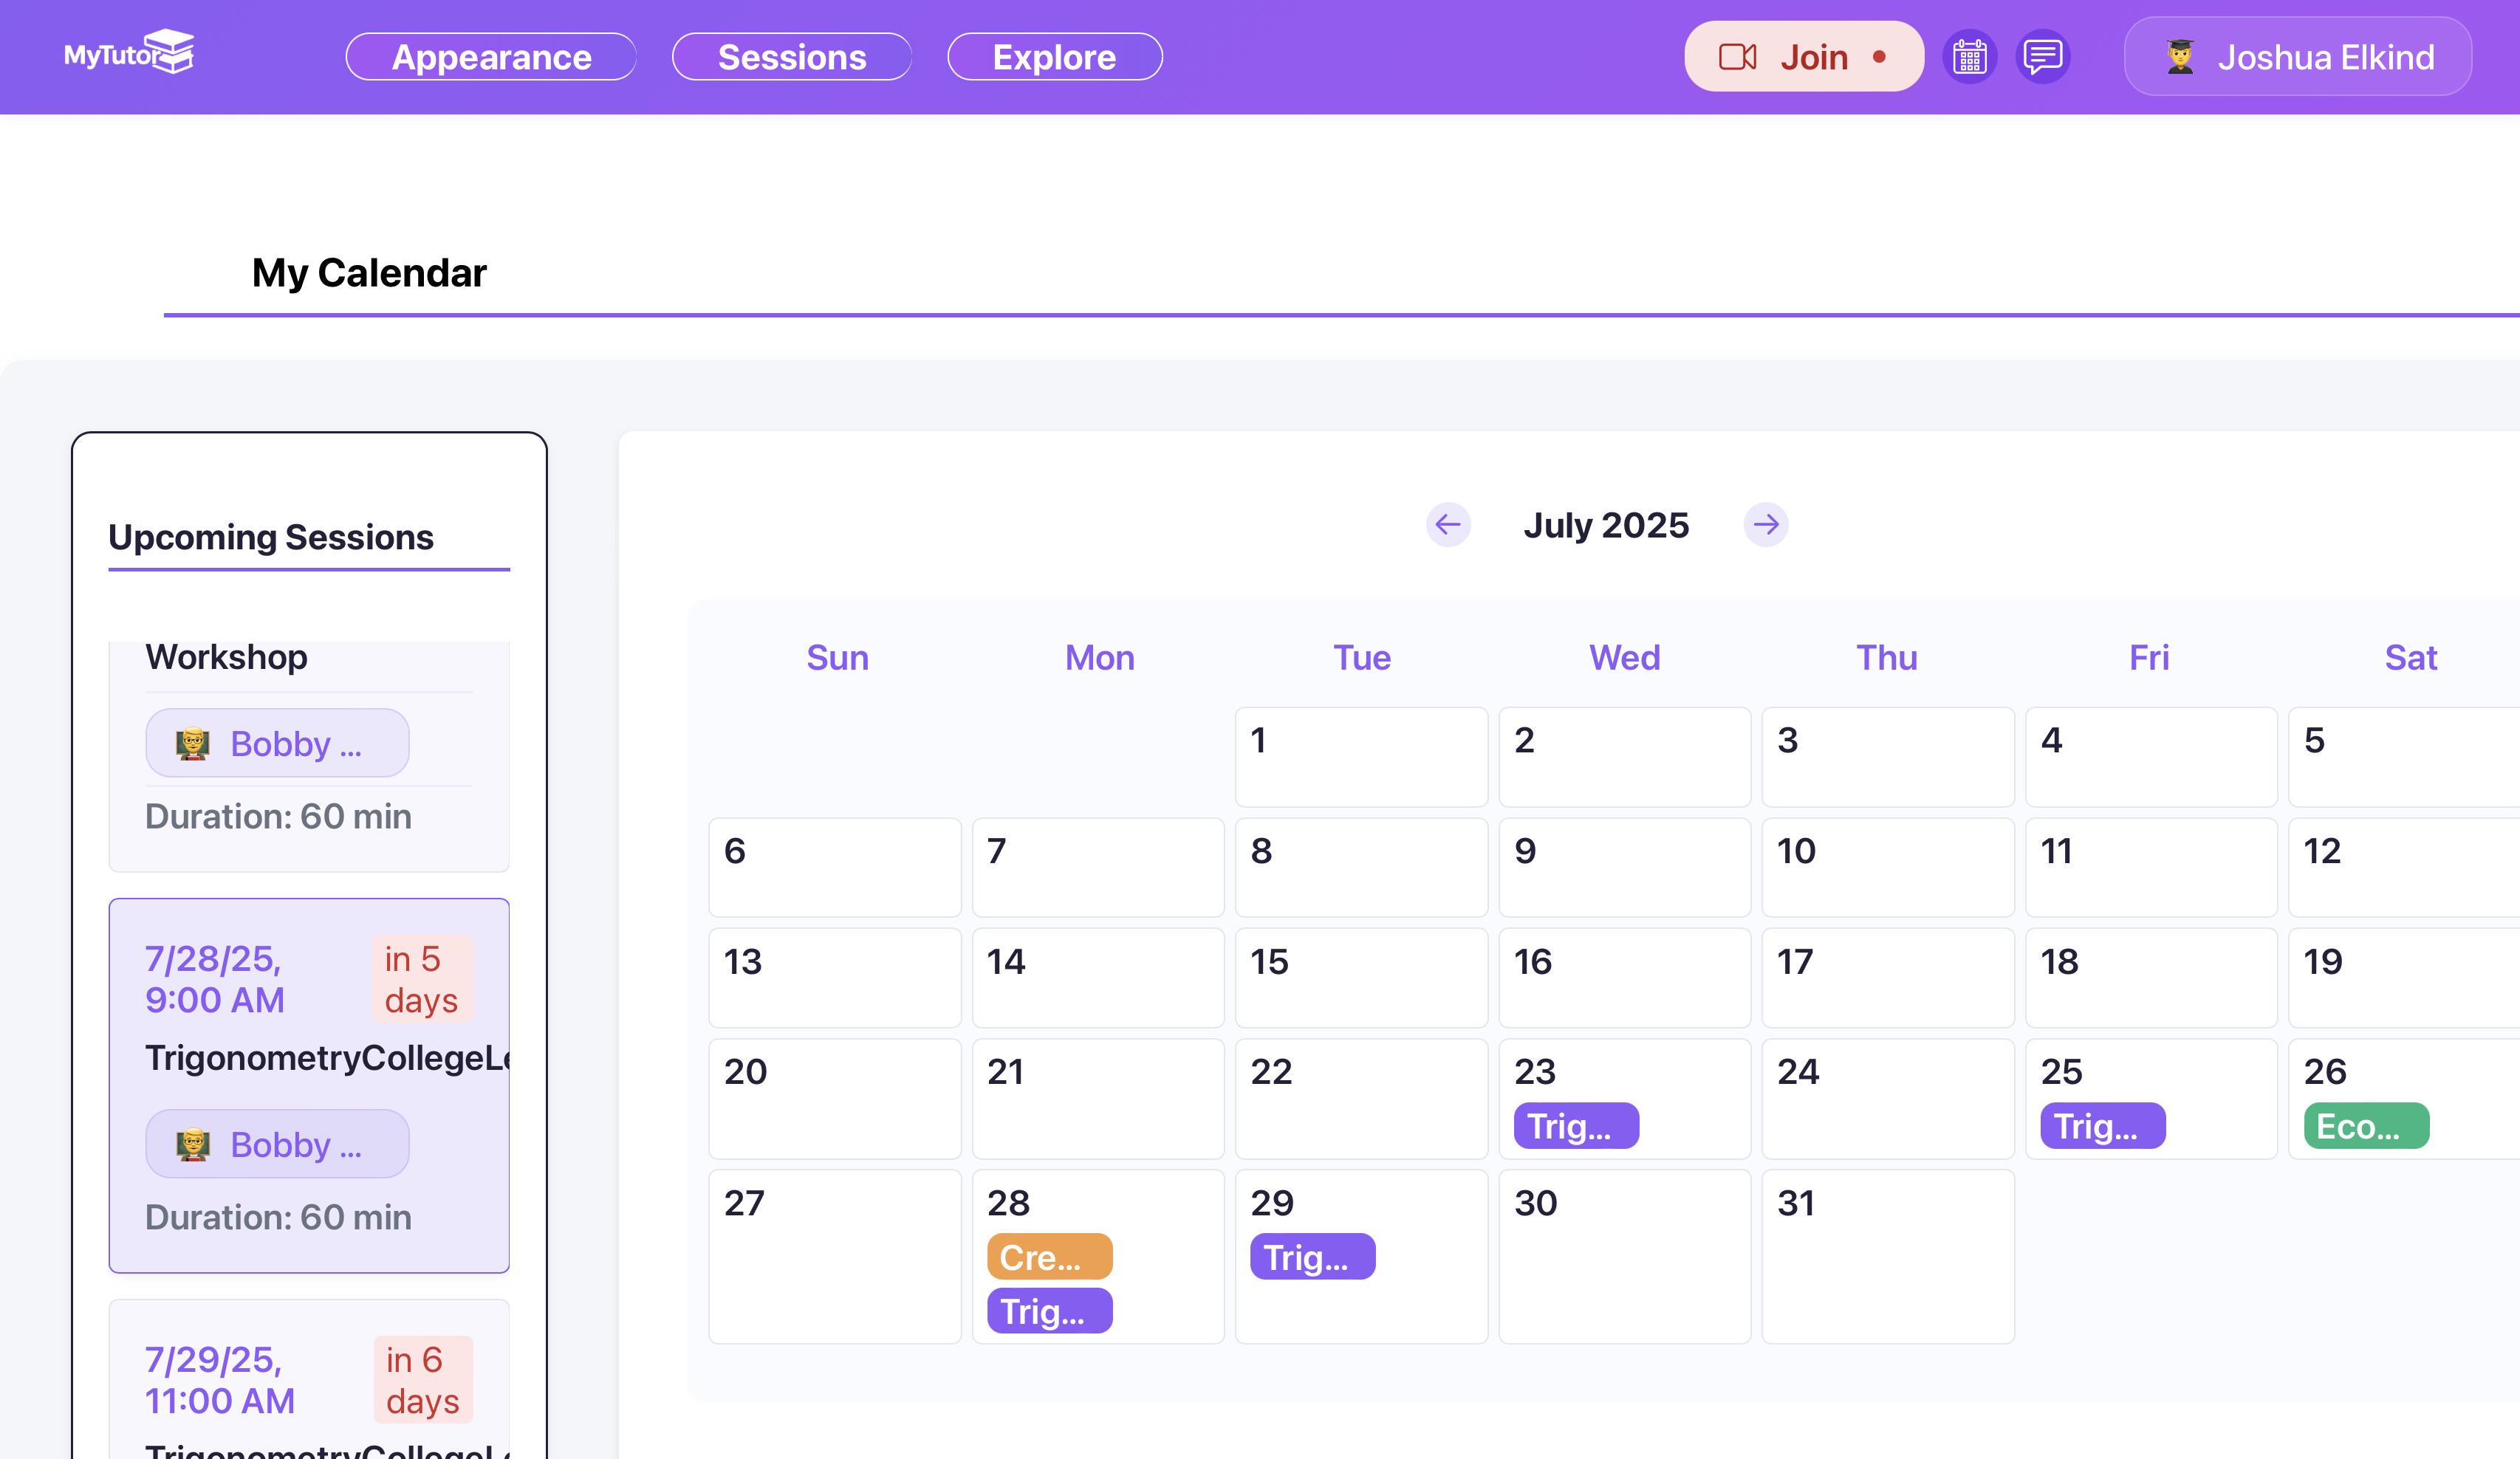 MyTutor
Appearance
Sessions
Explore
Join
Joshua Elkind
My Calendar
Upcoming Sessions
Workshop
Bobby ...
Duration: 60 min
7/28/25,
9:00 AM
in 5
days
TrigonometryCollegeLe
Bobby ...
Duration: 60 min
7/29/25,
11:00 AM
in 6
days
TrigonometryCollegeLe
July 2025
Sun Mon Tue Wed Thu Fri Sat
1 2 3 4 5
6 7 8 9 10 11 12
13 14 15 16 17 18 19
20 21 22 23 24 25 26
Trig... Trig... Eco...
27 28 29 30 31
Cre... Trig...
Trig...